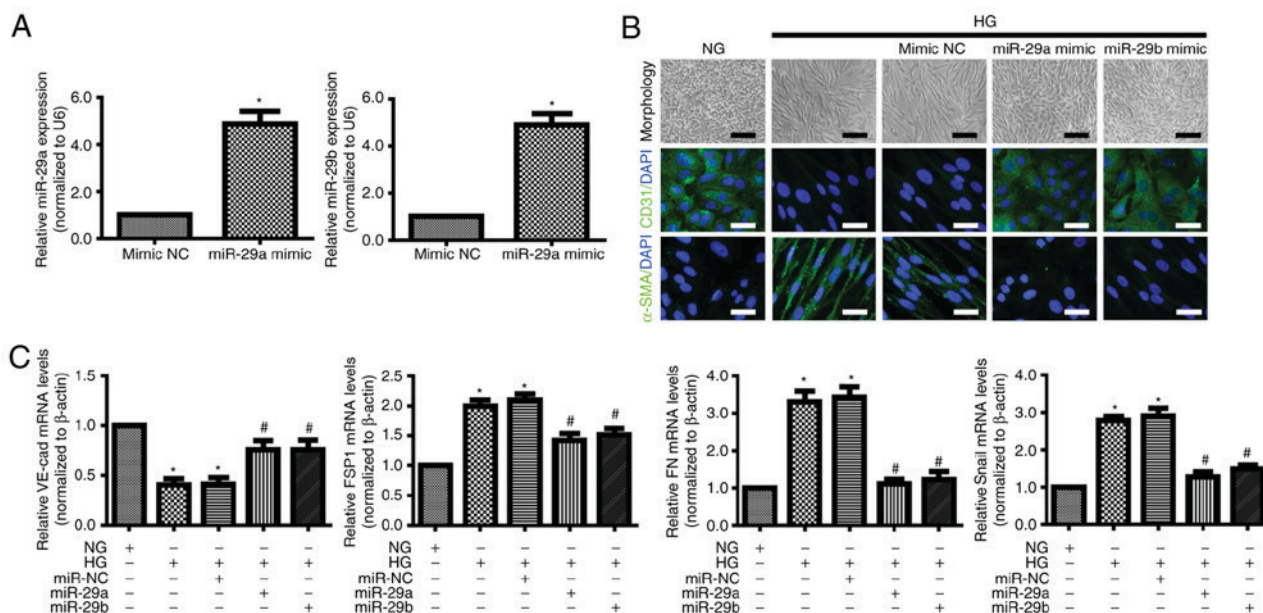 A
Relative miR-29a expression
(normalized to U6)
6.0
4.0
2.0
0.0
*
Mimic NC
miR-29a mimic
Relative miR-29b expression
(normalized to U6)
6.0
4.0
2.0
0.0
*
Mimic NC
miR-29a mimic
B
HG
NG
Mimic NC
miR-29a mimic
miR-29b mimic
Morphology
CD31/DAPI
α-SMA/DAPI
C
Relative VE-cad mRNA levels
(normalized to β-actin)
1.5
1.0
0.5
0.0
* * # #
NG + – – – –
HG – + + + +
miR-NC – – + – –
miR-29a – – – + –
miR-29b – – – – +
Relative FSP1 mRNA levels
(normalized to β-actin)
2.5
2.0
1.5
1.0
0.5
0.0
* * # #
NG + – – – –
HG – + + + +
miR-NC – – + – –
miR-29a – – – + –
miR-29b – – – – +
Relative FN mRNA levels
(normalized to β-actin)
4.0
3.0
2.0
1.0
0.0
* * # #
NG + – – – –
HG – + + + +
miR-NC – – + – –
miR-29a – – – + –
miR-29b – – – – +
Relative Snail mRNA levels
(normalized to β-actin)
4.0
3.0
2.0
1.0
0.0
* * # #
NG + – – – –
HG – + + + +
miR-NC – – + – –
miR-29a – – – + –
miR-29b – – – – +